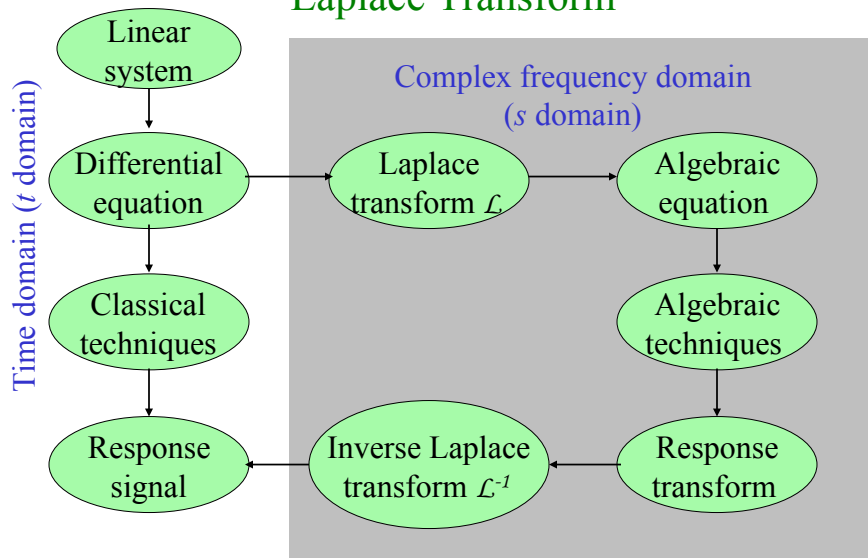 Laplace Transform
Linear
system
Complex frequency domain
(s domain)
Time domain (t domain)
Differential
equation
Laplace
transform ℒ
Algebraic
equation
Classical
techniques
Algebraic
techniques
Response
signal
Inverse Laplace
transform ℒ⁻¹
Response
transform